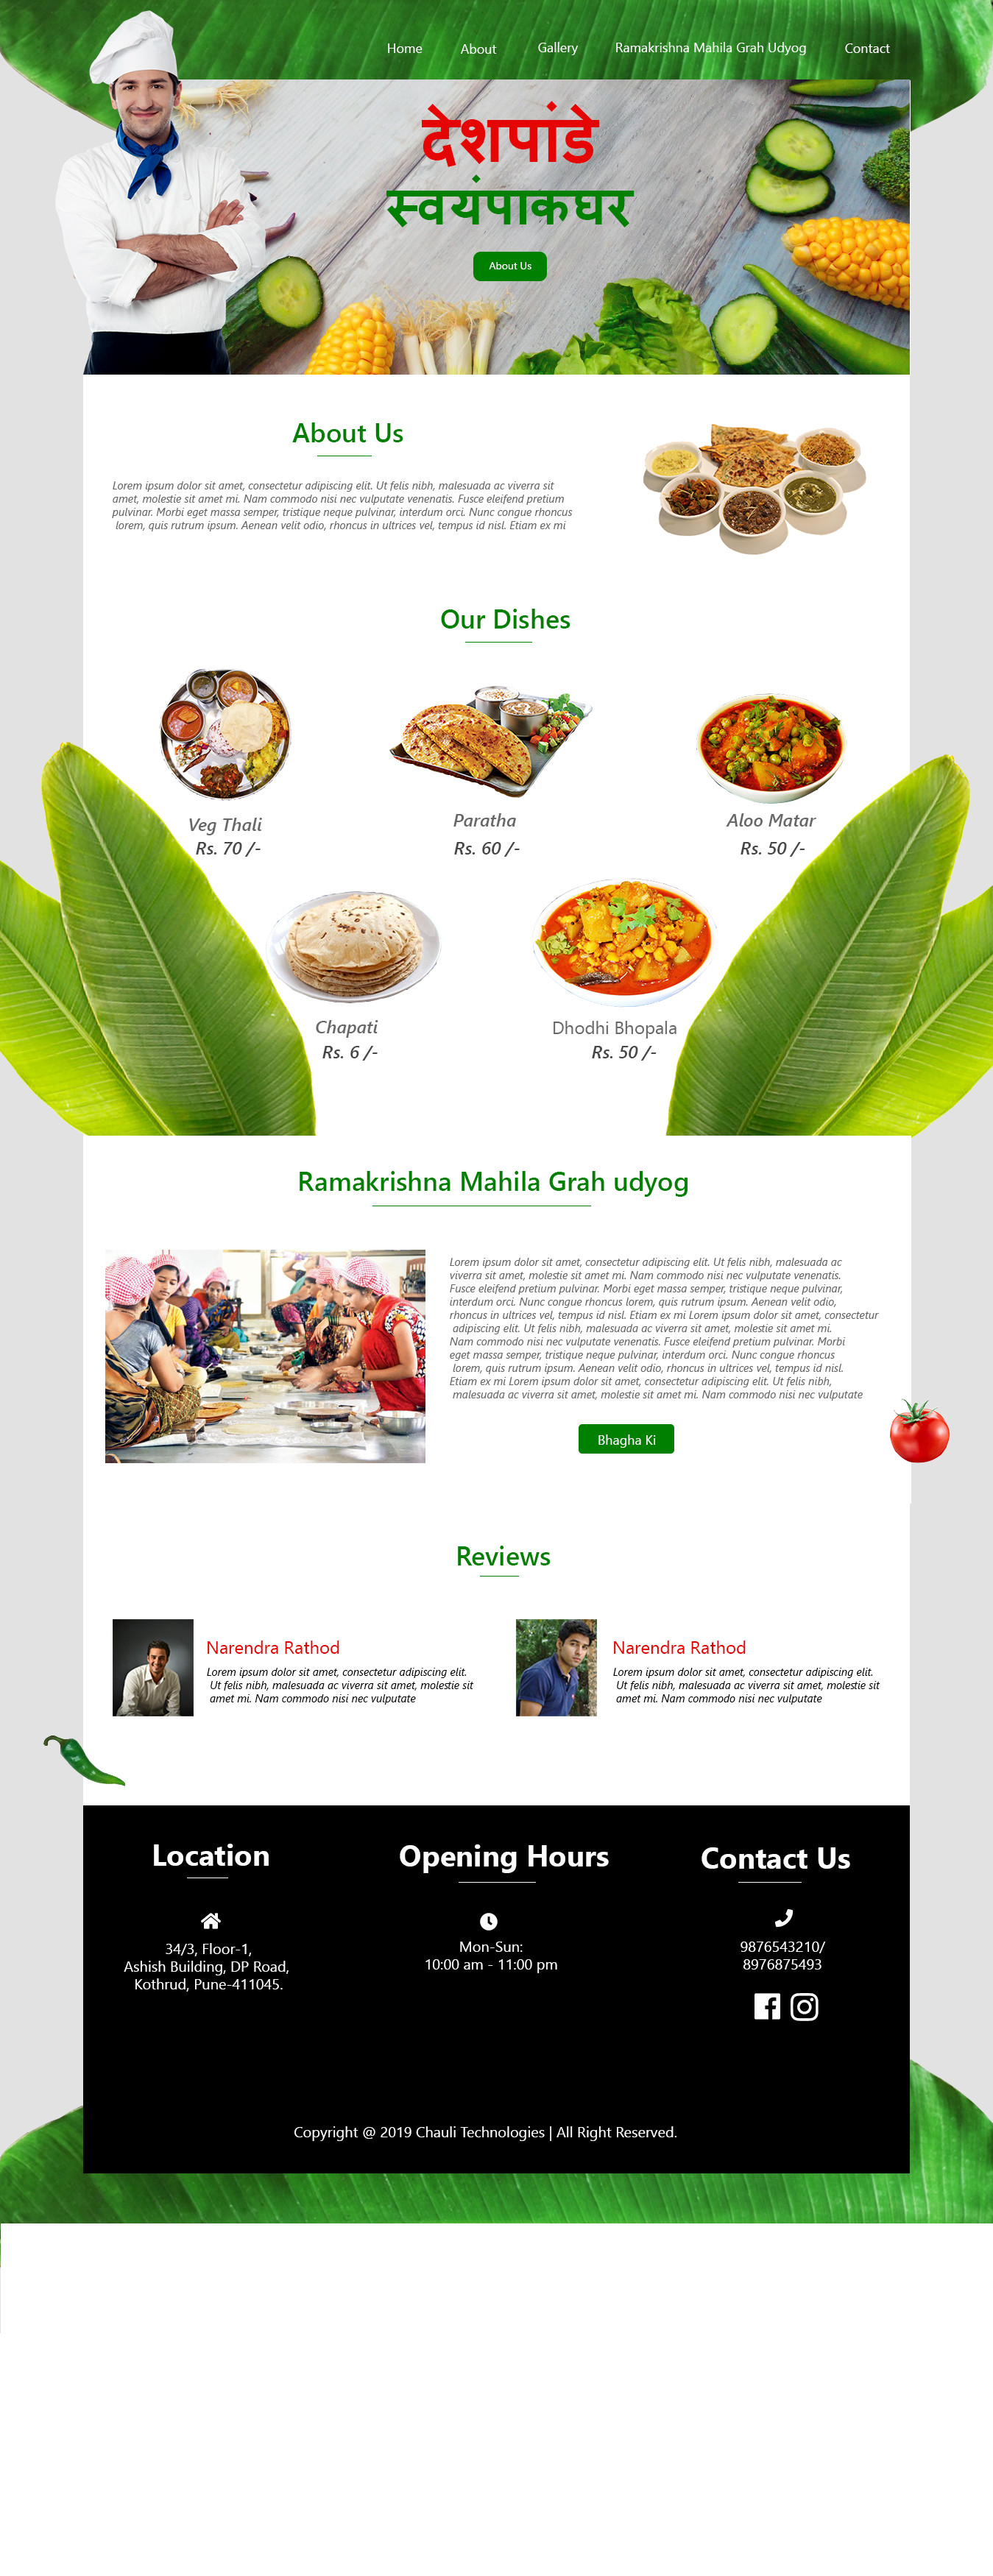 Home About Gallery Ramakrishna Mahila Grah Udyog Contact
देशपांडे
स्वयंपाकघर
About Us
About Us
Lorem ipsum dolor sit amet, consectetur adipiscing elit. Ut felis nibh, malesuada ac viverra sit
amet, molestie sit amet mi. Nam commodo nisi nec vulputate venenatis. Fusce eleifend pretium
pulvinar. Morbi eget massa semper, tristique neque pulvinar, interdum orci. Nunc congue rhoncus
lorem, quis rutrum ipsum. Aenean velit odio, rhoncus in ultrices vel, tempus id nisl. Etiam ex mi
Our Dishes
Veg Thali
Rs. 70 /-
Paratha
Rs. 60 /-
Aloo Matar
Rs. 50 /-
Chapati
Rs. 6 /-
Dhodhi Bhopala
Rs. 50 /-
Ramakrishna Mahila Grah udyog
Lorem ipsum dolor sit amet, consectetur adipiscing elit. Ut felis nibh, malesuada ac
viverra sit amet, molestie sit amet mi. Nam commodo nisi nec vulputate venenatis.
Fusce eleifend pretium pulvinar. Morbi eget massa semper, tristique neque pulvinar,
interdum orci. Nunc congue rhoncus lorem, quis rutrum ipsum. Aenean velit odio,
rhoncus in ultrices vel, tempus id nisl. Etiam ex mi Lorem ipsum dolor sit amet, consectetur
adipiscing elit. Ut felis nibh, malesuada ac viverra sit amet, molestie sit amet mi.
Nam commodo nisi nec vulputate venenatis. Fusce eleifend pretium pulvinar. Morbi
eget massa semper, tristique neque pulvinar, interdum orci. Nunc congue rhoncus
lorem, quis rutrum ipsum. Aenean velit odio, rhoncus in ultrices vel, tempus id nisl.
Etiam ex mi Lorem ipsum dolor sit amet, consectetur adipiscing elit. Ut felis nibh,
malesuada ac viverra sit amet, molestie sit amet mi. Nam commodo nisi nec vulputate
Bhagha Ki
Reviews
Narendra Rathod
Lorem ipsum dolor sit amet, consectetur adipiscing elit.
Ut felis nibh, malesuada ac viverra sit amet, molestie sit
amet mi. Nam commodo nisi nec vulputate
Narendra Rathod
Lorem ipsum dolor sit amet, consectetur adipiscing elit.
Ut felis nibh, malesuada ac viverra sit amet, molestie sit
amet mi. Nam commodo nisi nec vulputate
Location
34/3, Floor-1,
Ashish Building, DP Road,
Kothrud, Pune-411045.
Opening Hours
Mon-Sun:
10:00 am - 11:00 pm
Contact Us
9876543210/
8976875493
Copyright @ 2019 Chauli Technologies | All Right Reserved.